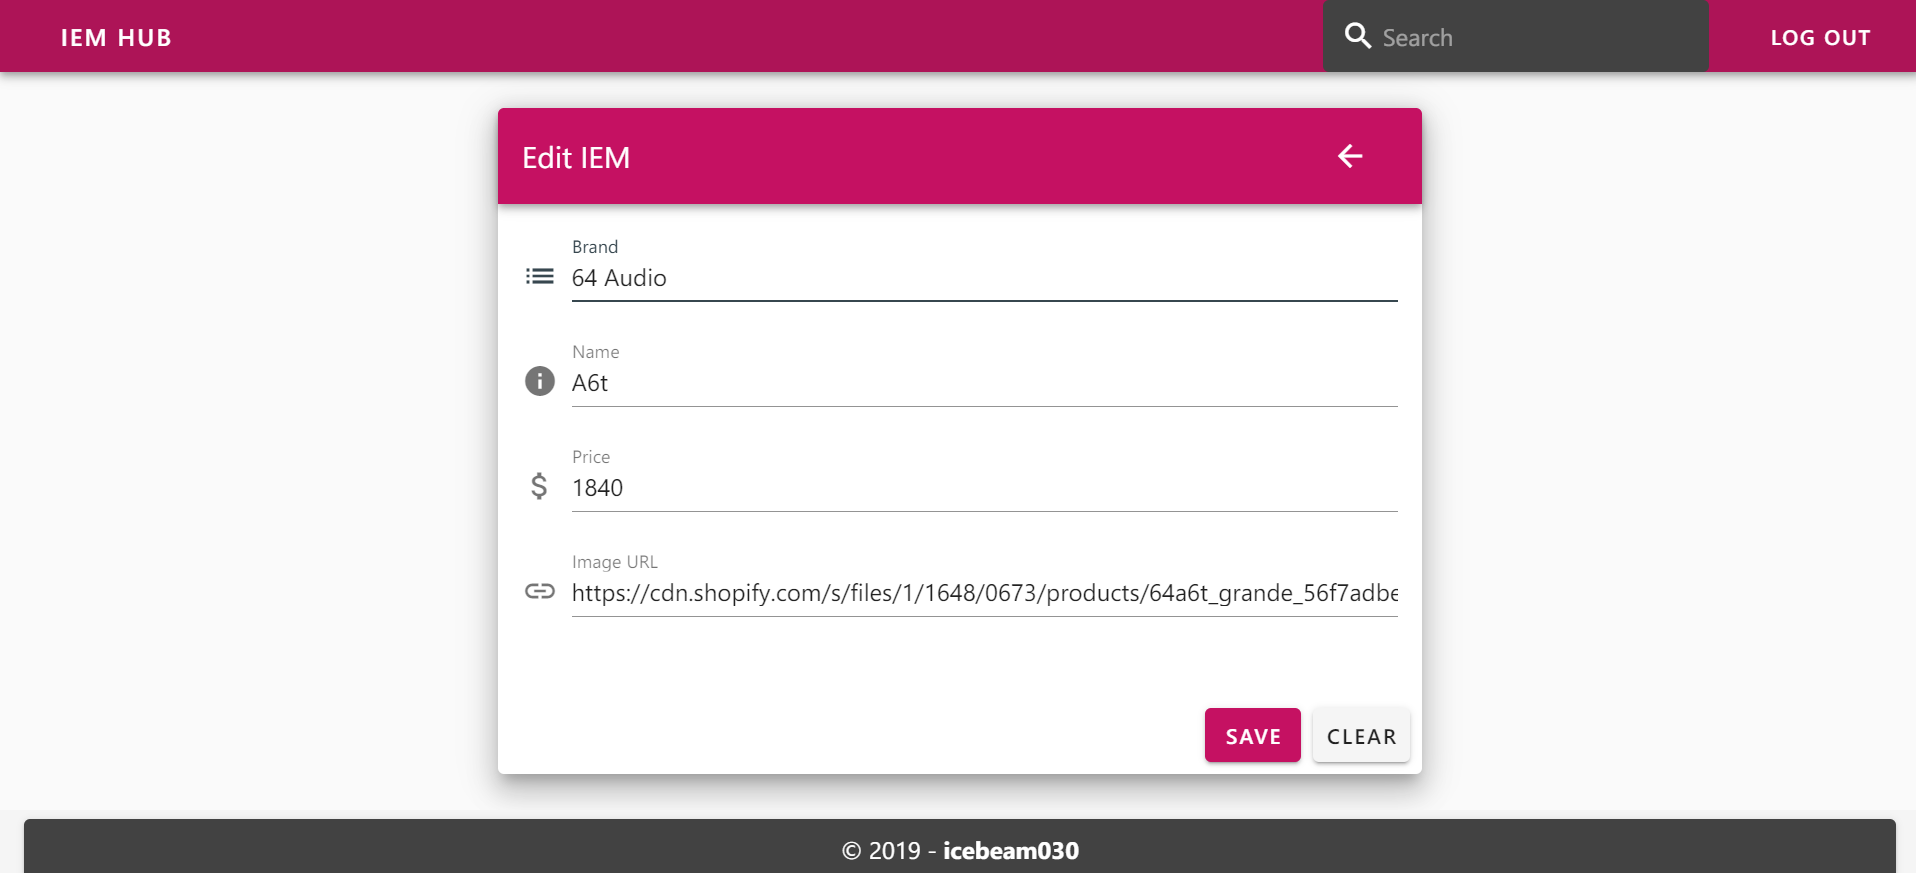 IEM HUB
Search
LOG OUT
Edit IEM
Brand
64 Audio
Name
A6t
Price
$
1840
Image URL
https://cdn.shopify.com/s/files/1/1648/0673/products/64a6t_grande_56f7adbe
SAVE
CLEAR
© 2019 - icebeam030